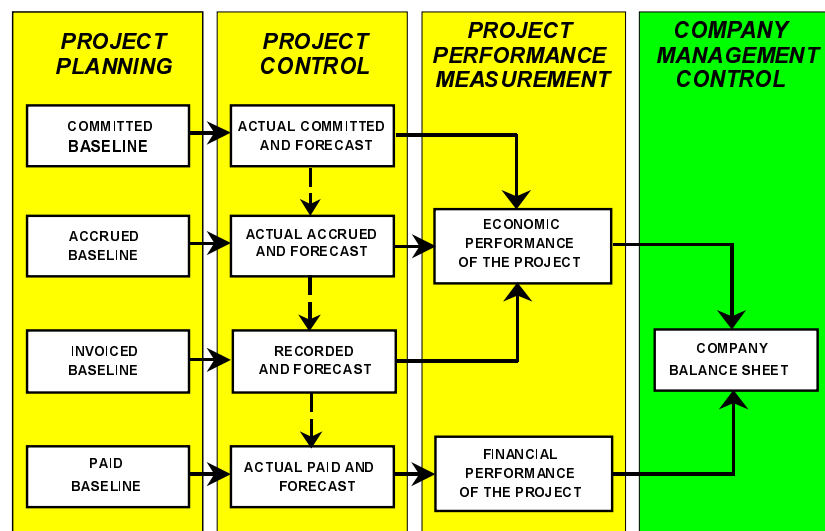 PROJECT
PLANNING
PROJECT
CONTROL
PROJECT
PERFORMANCE
MEASUREMENT
COMPANY
MANAGEMENT
CONTROL
COMMITTED
BASELINE
ACTUAL COMMITTED
AND FORECAST
ACCRUED
BASELINE
ACTUAL ACCRUED
AND FORECAST
ECONOMIC
PERFORMANCE
OF THE PROJECT
INVOICED
BASELINE
RECORDED
AND FORECAST
COMPANY
BALANCE SHEET
PAID
BASELINE
ACTUAL PAID AND
FORECAST
FINANCIAL
PERFORMANCE
OF THE PROJECT